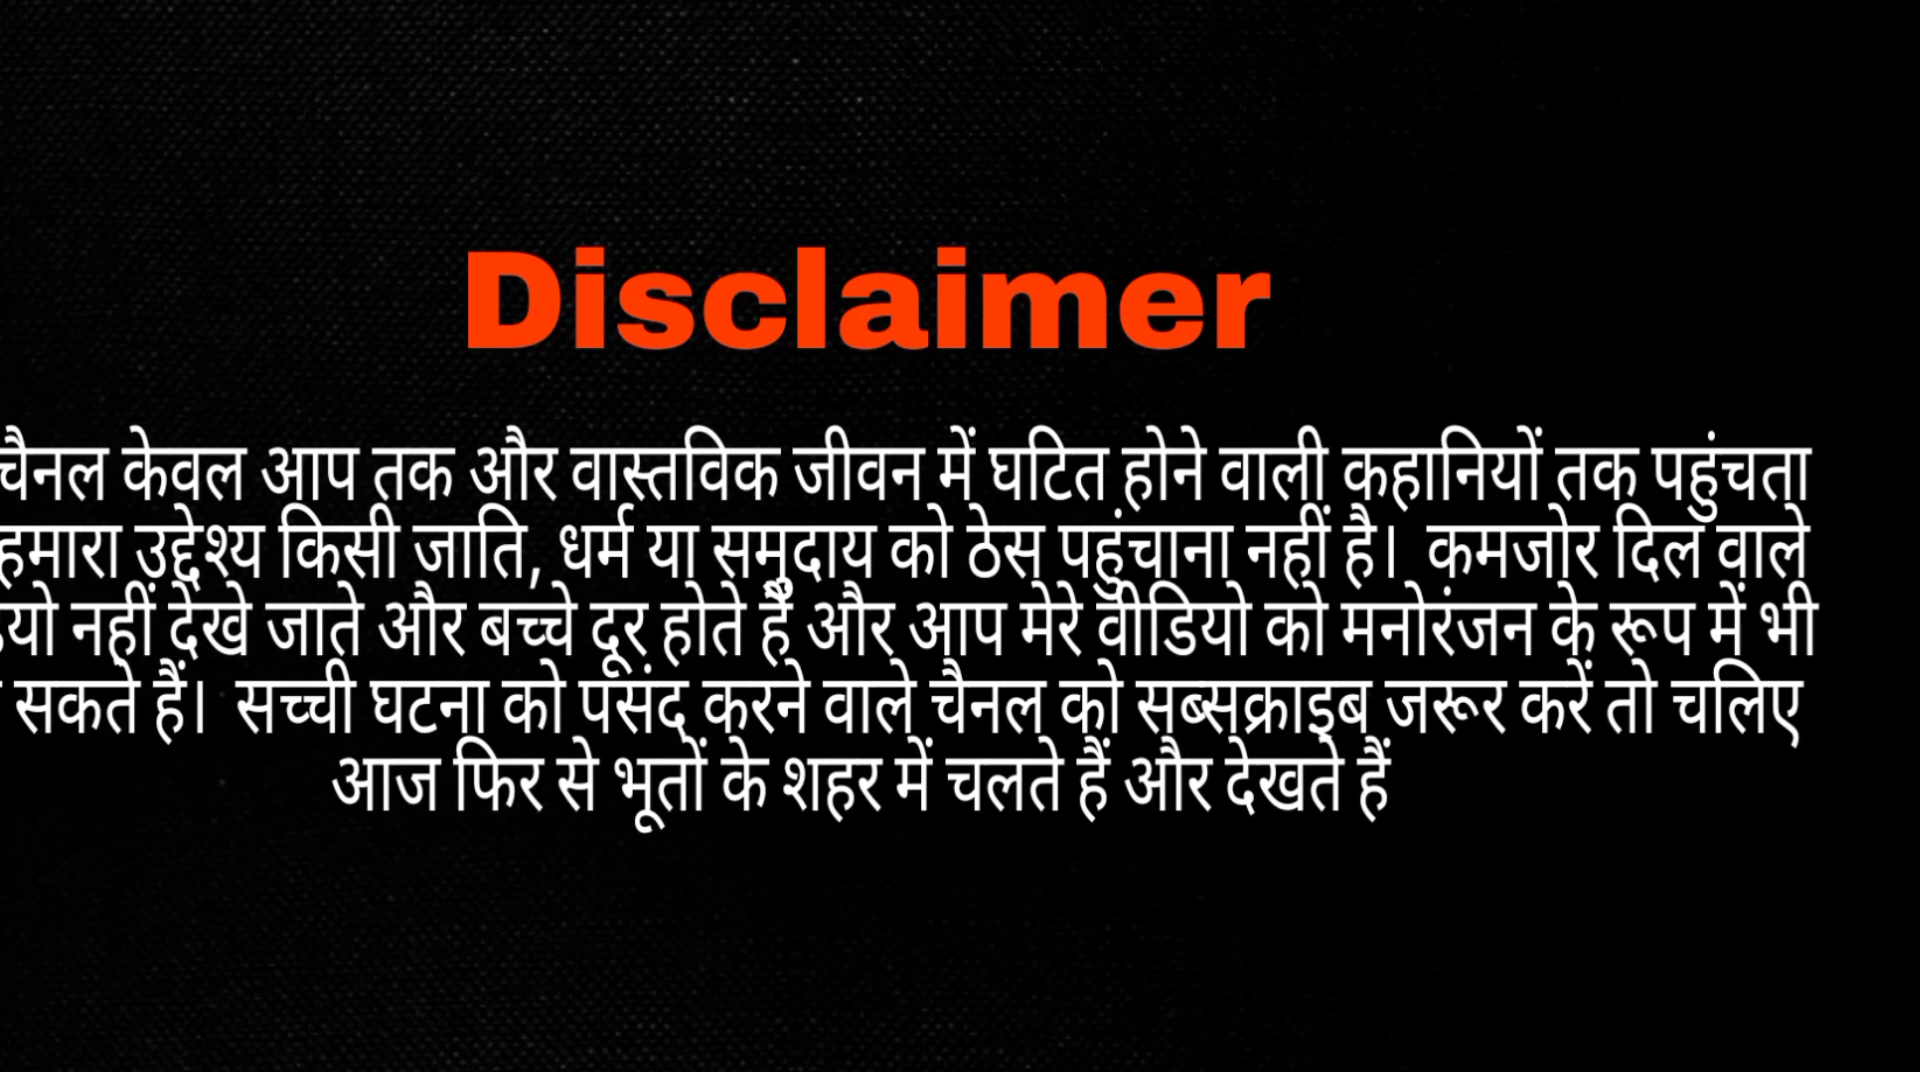 Disclaimer
चैनल केवल आप तक और वास्तविक जीवन में घटित होने वाली कहानियों तक पहुंचता
हमारा उद्देश्य किसी जाति, धर्म या समुदाय को ठेस पहुंचाना नहीं है। कमजोर दिल वाले
नहीं देखे जाते और बच्चे दूर होते हैं और आप मेरे वीडियो को मनोरंजन के रूप में भी
सकते हैं। सच्ची घटना को पसंद करने वाले चैनल को सब्सक्राइब जरूर करें तो चलिए
आज फिर से भूतों के शहर में चलते हैं और देखते हैं